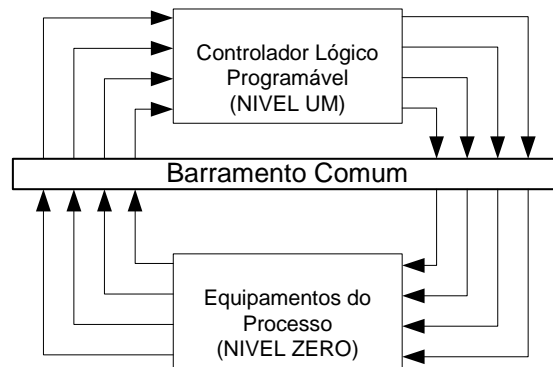 Controlador Lógico
Programável
(NIVEL UM)
Barramento Comum
Equipamentos do
Processo
(NIVEL ZERO)